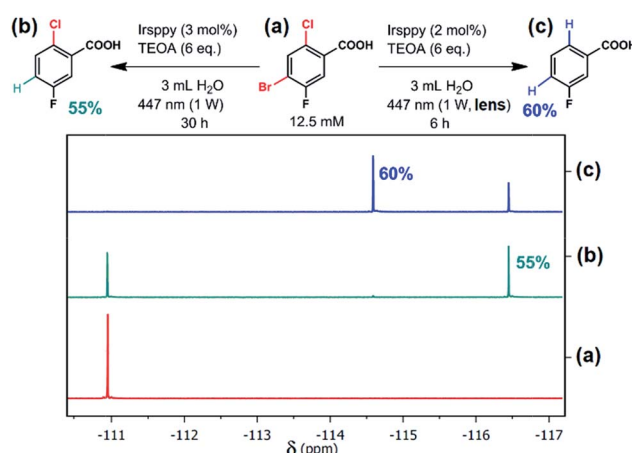 (b)
Cl
COOH
H
F
55%
Irsppy (3 mol%)
TEOA (6 eq.)
3 mL H₂O
447 nm (1 W)
30 h
(a)
Cl
COOH
Br
F
12.5 mM
Irsppy (2 mol%)
TEOA (6 eq.)
3 mL H₂O
447 nm (1 W, lens)
6 h
(c)
H
COOH
H
F
60%
60%
(c)
55%
(b)
(a)
-111 -112 -113 -114 -115 -116 -117
δ (ppm)